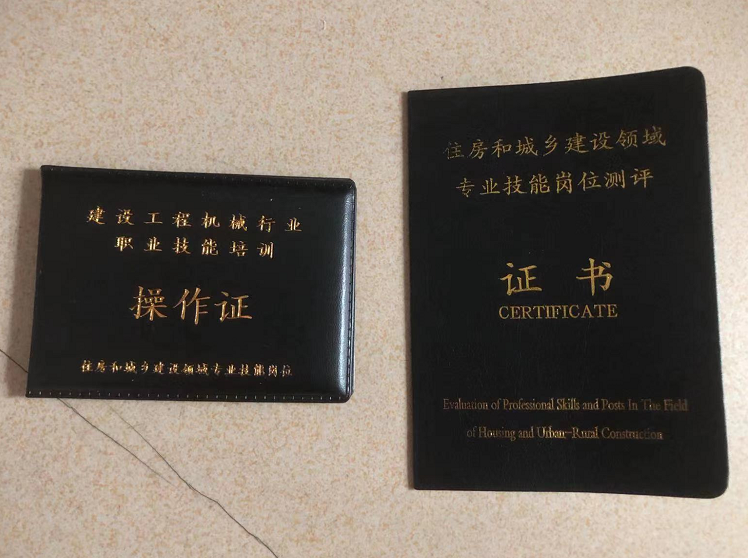 建设工程机械行业
职业技能培训
操作证
住房和城乡建设领域专业技能岗位
住房和城乡建设领域
专业技能岗位测评
证书
CERTIFICATE
Evaluation of Professional Skills and Posts In The Field
of Housing and Urban-Rural Construction